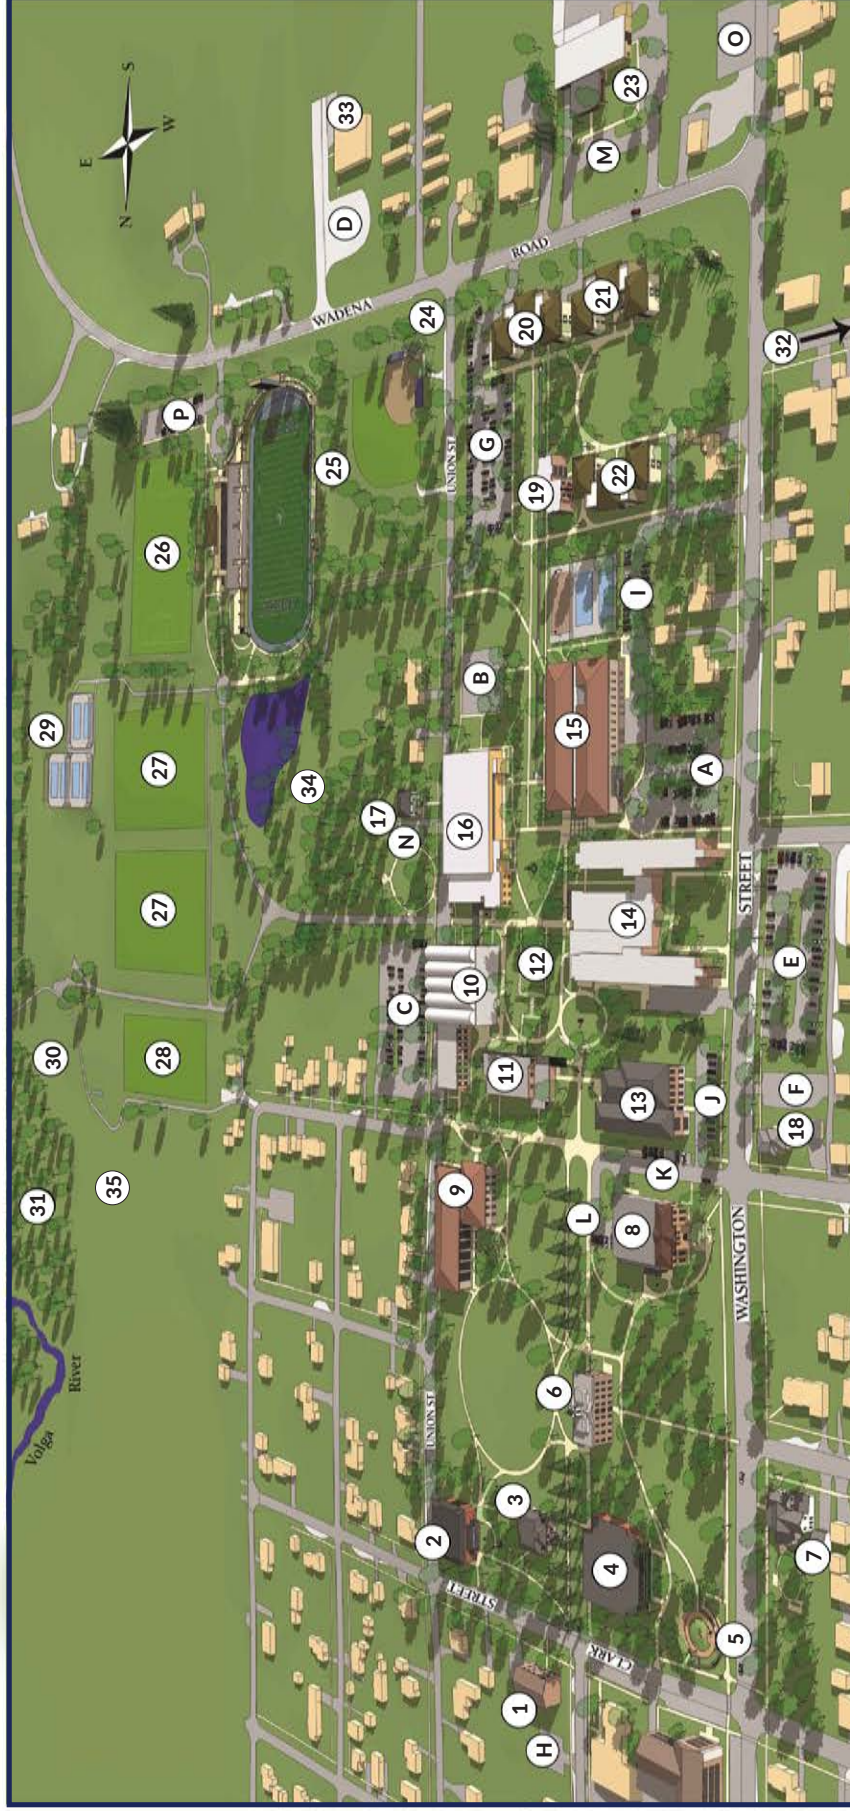 S
E
W
N
O
23
33
M
D
ROAD
WADENA
21
20
24
32
P
G
UNION ST
25
22
19
26
I
B
29
15
27
34
A
17
N
16
STREET
14
27
12
E
10
C
30
28
11
F
13
J
18
31
35
9
K
L
8
WASHINGTON
Volga
River
6
UNION ST
3
2
4
7
STREET
5
CLARK
1
H